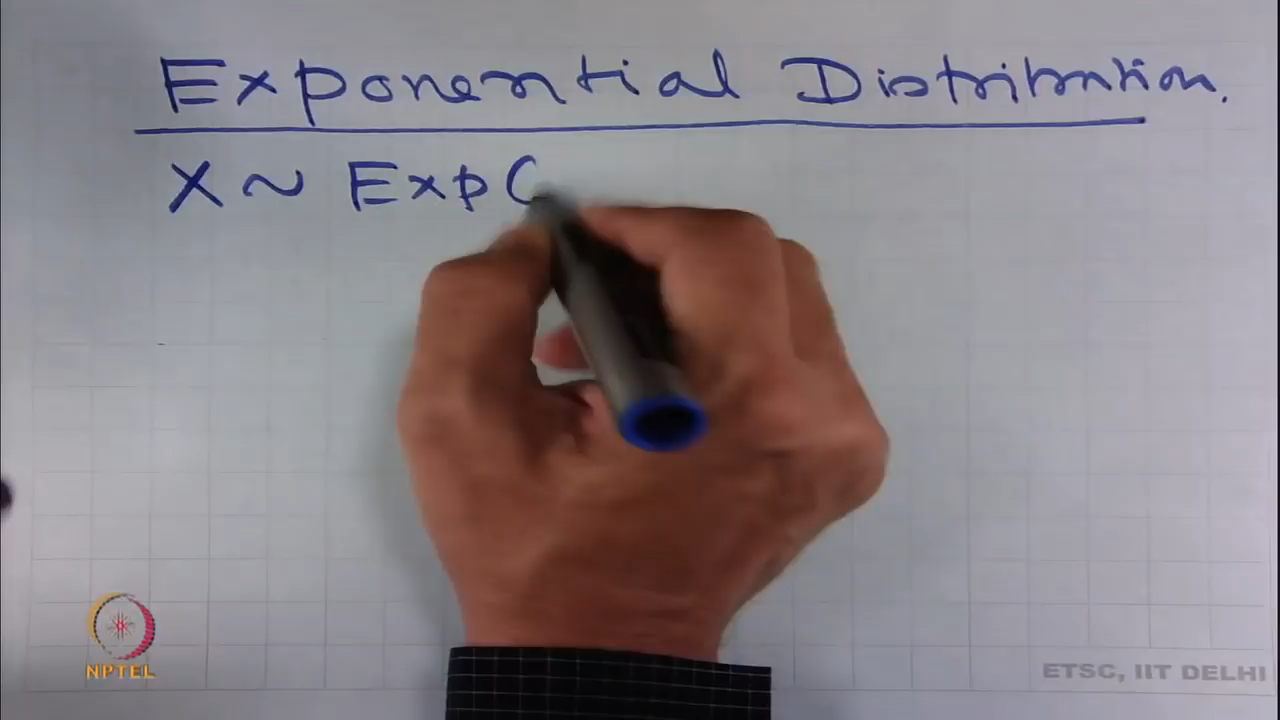 Exponential Distribution.
X ~ Exp(
NPTEL
ETSC, IIT DELHI